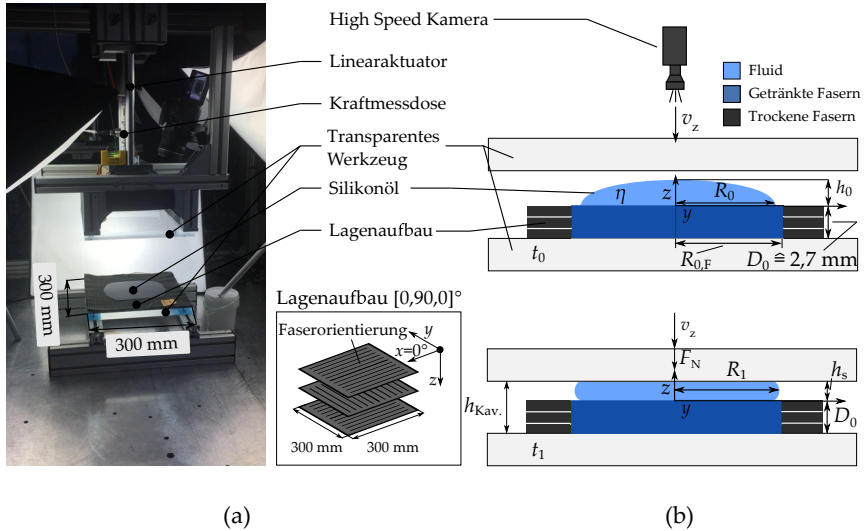 High Speed Kamera
Linearaktuator
Kraftmessdose
Transparentes
Werkzeug
Silikonöl
Lagenaufbau
300 mm
300 mm
Lagenaufbau [0,90,0]°
Faserorientierung
y
x=0°
z
300 mm
300 mm
Fluid
Getränkte Fasern
Trockene Fasern
v_z
η
z
R_0
y
h_0
t_0
R_0,F
D_0 ≙ 2,7 mm
v_z
F_N
R_1
h_s
z
y
h_Kav.
D_0
t_1
(a)
(b)